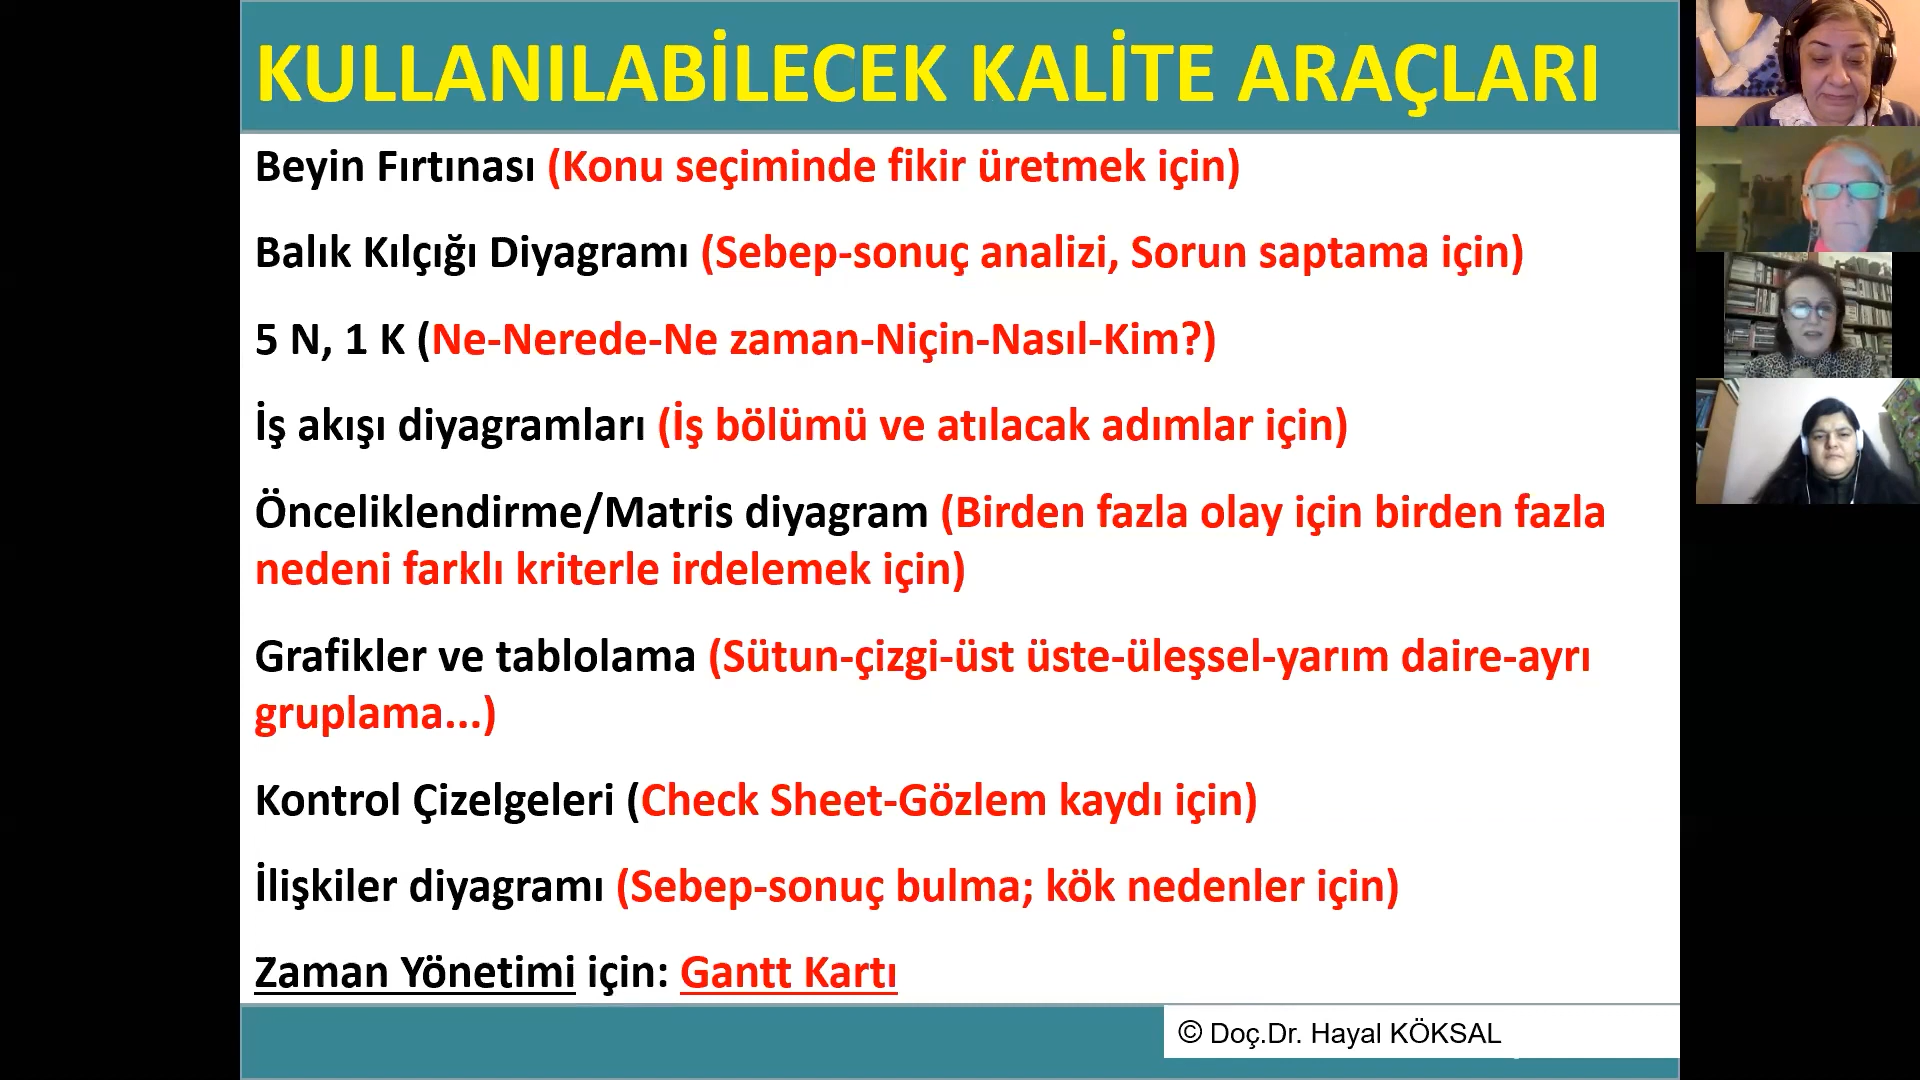 KULLANILABİLECEK KALİTE ARAÇLARI
Beyin Fırtınası (Konu seçiminde fikir üretmek için)
Balık Kılçığı Diyagramı (Sebep-sonuç analizi, Sorun saptama için)
5 N, 1 K (Ne-Nerede-Ne zaman-Niçin-Nasıl-Kim?)
İş akışı diyagramları (İş bölümü ve atılacak adımlar için)
Önceliklendirme/Matris diyagram (Birden fazla olay için birden fazla
nedeni farklı kriterle irdelemek için)
Grafikler ve tablolama (Sütun-çizgi-üst üste-üleşsel-yarım daire-ayrı
gruplama...)
Kontrol Çizelgeleri (Check Sheet-Gözlem kaydı için)
İlişkiler diyagramı (Sebep-sonuç bulma; kök nedenler için)
Zaman Yönetimi için: Gantt Kartı
© Doç.Dr. Hayal KÖKSAL